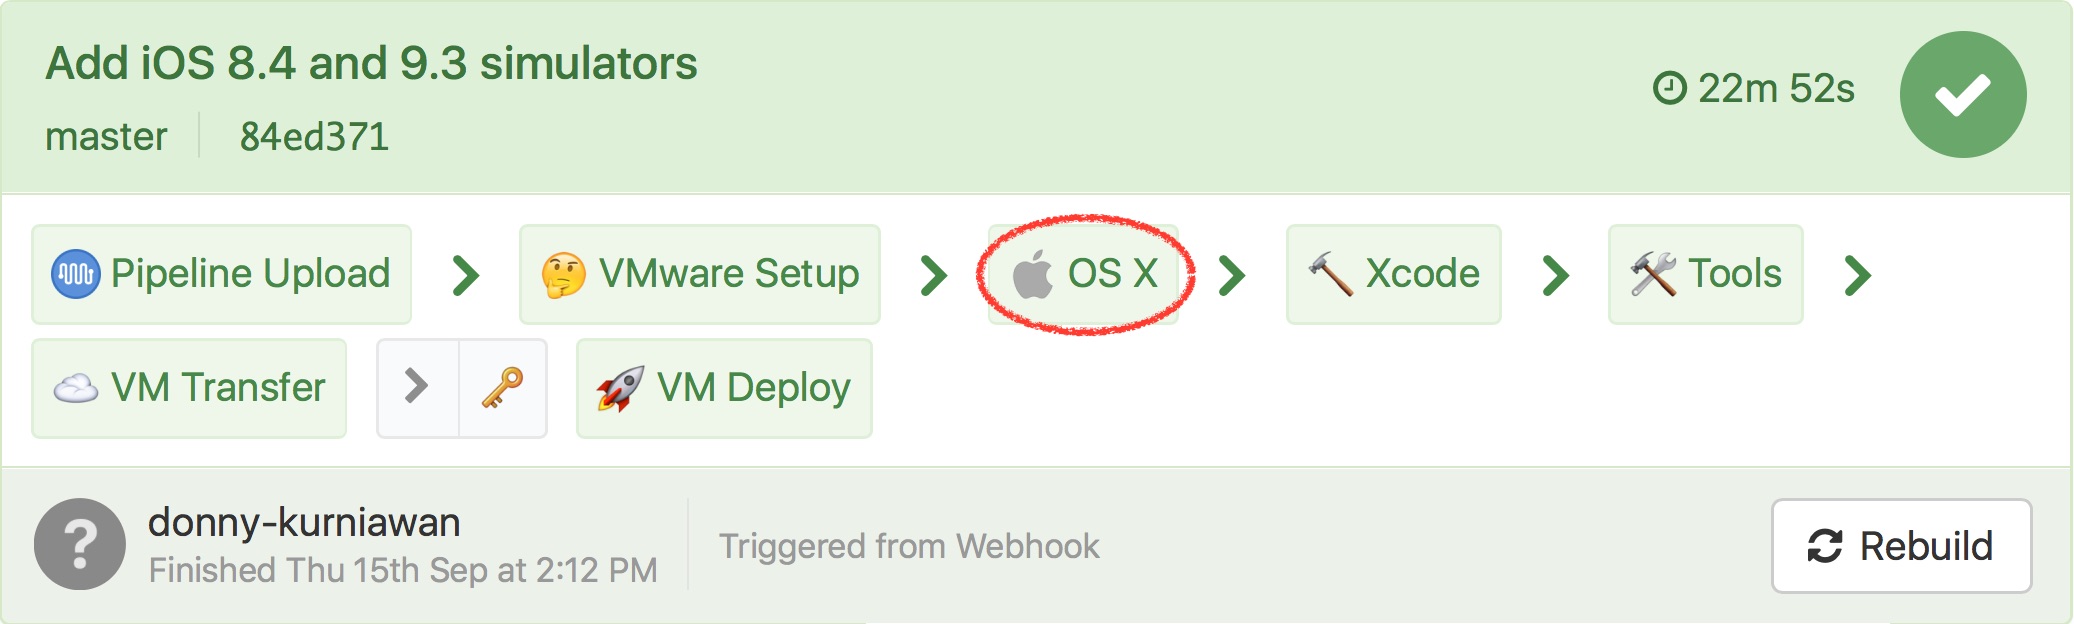 Add iOS 8.4 and 9.3 simulators
22m 52s
master 84ed371
Pipeline Upload VMware Setup OS X Xcode Tools
VM Transfer VM Deploy
donny-kurniawan
Finished Thu 15th Sep at 2:12 PM
Triggered from Webhook
Rebuild